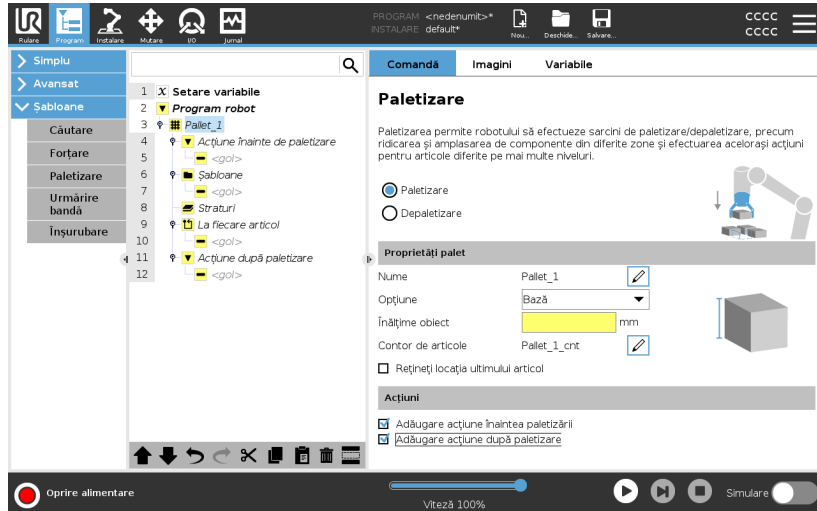 PROGRAM <nedenumit>*
INSTALARE default*
UR
Rulare
Program
Instalare
Mutare
I/O
Jurnal
Nou...
Deschide...
Salvare...
cccc
cccc
Simplu
Avansat
Șabloane
Căutare
Forțare
Paletizare
Urmărire
bandă
Înșurubare
1 X Setare variabile
2 Program robot
3 Pallet_1
4 Acțiune înainte de paletizare
5 <gol>
6 Șabloane
7 <gol>
8 Straturi
9 La fiecare articol
10 <gol>
11 Acțiune după paletizare
12 <gol>
Comandă
Imagini
Variabile
Paletizare
Paletizarea permite robotului să efectueze sarcini de paletizare/depaletizare, precum
ridicarea și amplasarea de componente din diferite zone și efectuarea acelorași acțiuni
pentru articole diferite pe mai multe niveluri.
Paletizare
Depaletizare
Proprietăți palet
Nume Pallet_1
Opțiune Bază
Înălțime obiect mm
Contor de articole Pallet_1_cnt
Rețineți locația ultimului articol
Acțiuni
Adăugare acțiune înaintea paletizării
Adăugare acțiune după paletizare
Oprire alimentare
Viteză 100%
Simulare